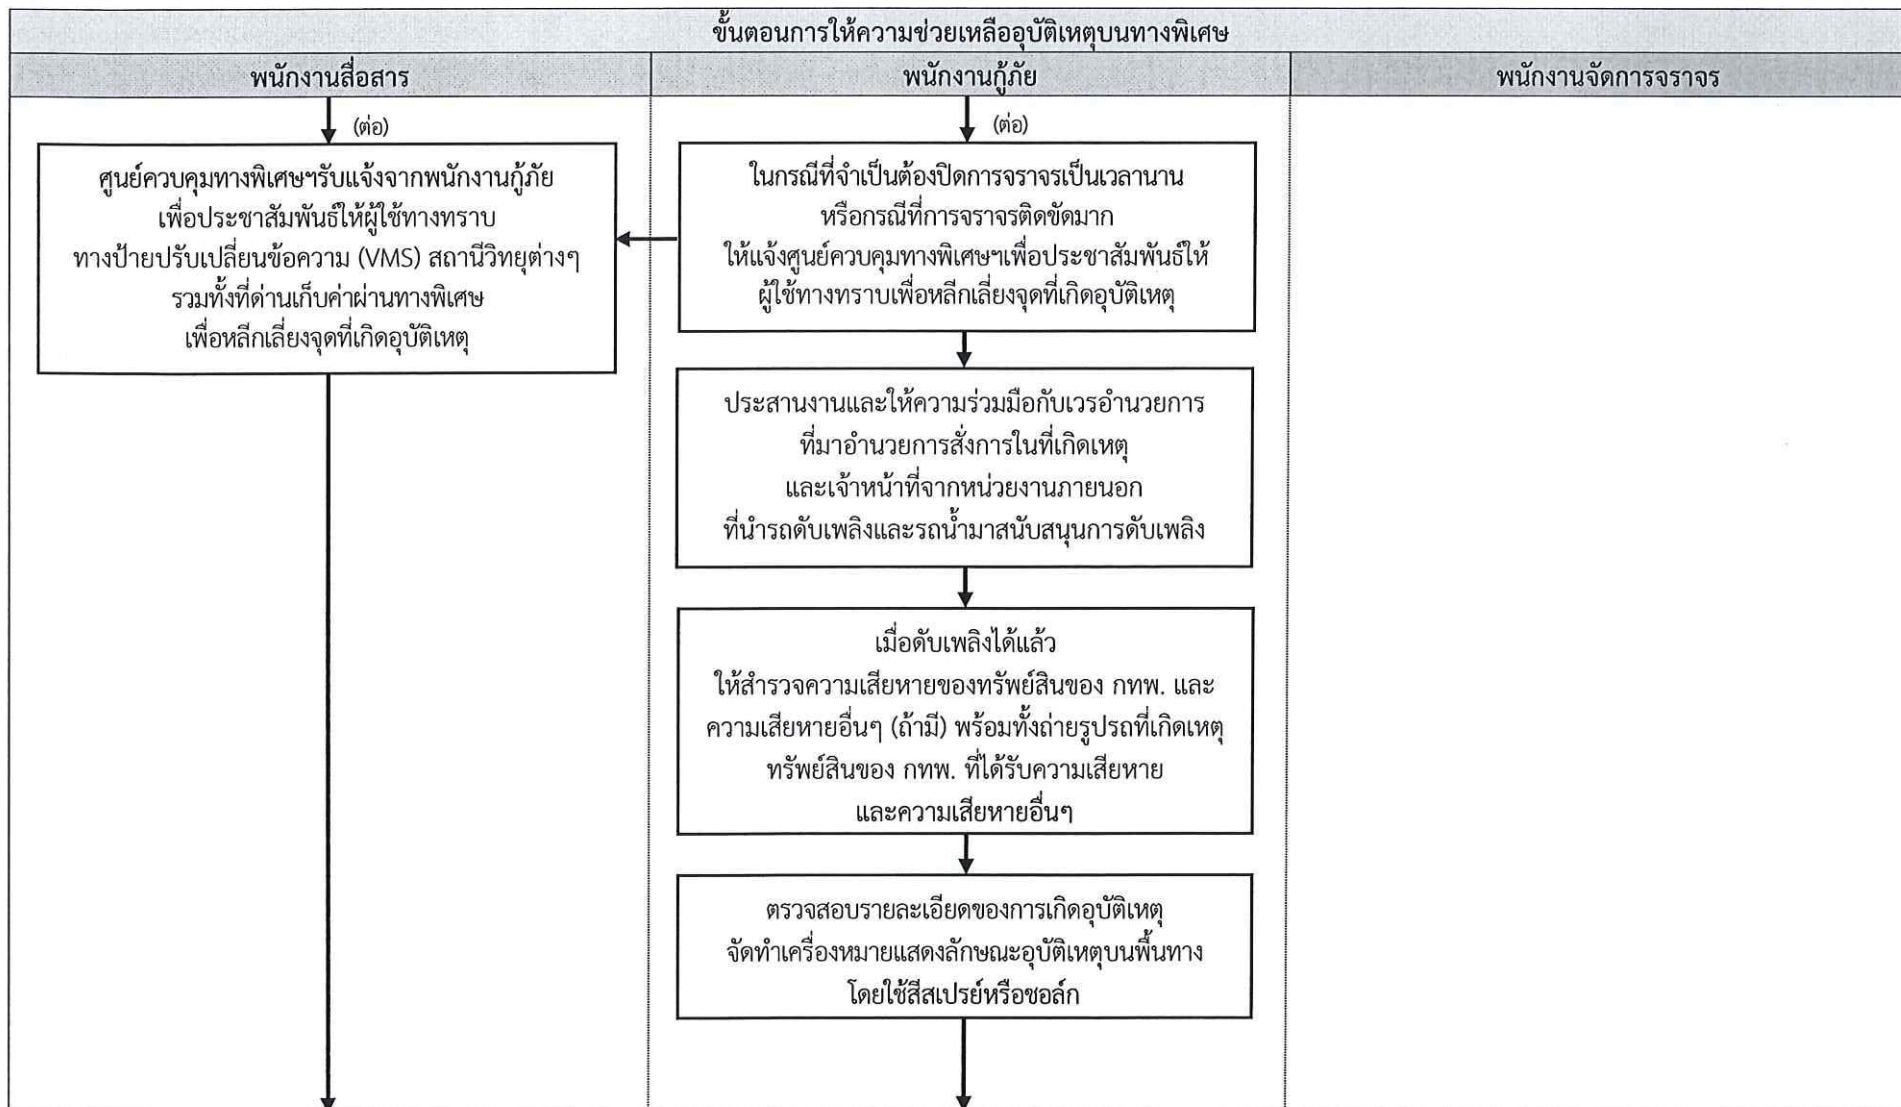 ขั้นตอนการให้ความช่วยเหลืออุบัติเหตุบนทางพิเศษ
พนักงานสื่อสาร
พนักงานกู้ภัย
พนักงานจัดการจราจร
(ต่อ)
ศูนย์ควบคุมทางพิเศษฯรับแจ้งจากพนักงานกู้ภัย
เพื่อประชาสัมพันธ์ให้ผู้ใช้ทางทราบ
ทางป้ายปรับเปลี่ยนข้อความ (VMS) สถานีวิทยุต่างๆ
รวมทั้งที่ด่านเก็บค่าผ่านทางพิเศษ
เพื่อหลีกเลี่ยงจุดที่เกิดอุบัติเหตุ
(ต่อ)
ในกรณีที่จำเป็นต้องปิดการจราจรเป็นเวลานาน
หรือกรณีที่การจราจรติดขัดมาก
ให้แจ้งศูนย์ควบคุมทางพิเศษฯเพื่อประชาสัมพันธ์ให้
ผู้ใช้ทางทราบเพื่อหลีกเลี่ยงจุดที่เกิดอุบัติเหตุ
ประสานงานและให้ความร่วมมือกับเวรอำนวยการ
ที่มาอำนวยการสั่งการในที่เกิดเหตุ
และเจ้าหน้าที่จากหน่วยงานภายนอก
ที่นำรถดับเพลิงและรถน้ำมาสนับสนุนการดับเพลิง
เมื่อดับเพลิงได้แล้ว
ให้สำรวจความเสียหายของทรัพย์สินของ กทพ. และ
ความเสียหายอื่นๆ (ถ้ามี) พร้อมทั้งถ่ายรูปรถที่เกิดเหตุ
ทรัพย์สินของ กทพ. ที่ได้รับความเสียหาย
และความเสียหายอื่นๆ
ตรวจสอบรายละเอียดของการเกิดอุบัติเหตุ
จัดทำเครื่องหมายแสดงลักษณะอุบัติเหตุบนพื้นทาง
โดยใช้สีสเปรย์หรือชอล์ก